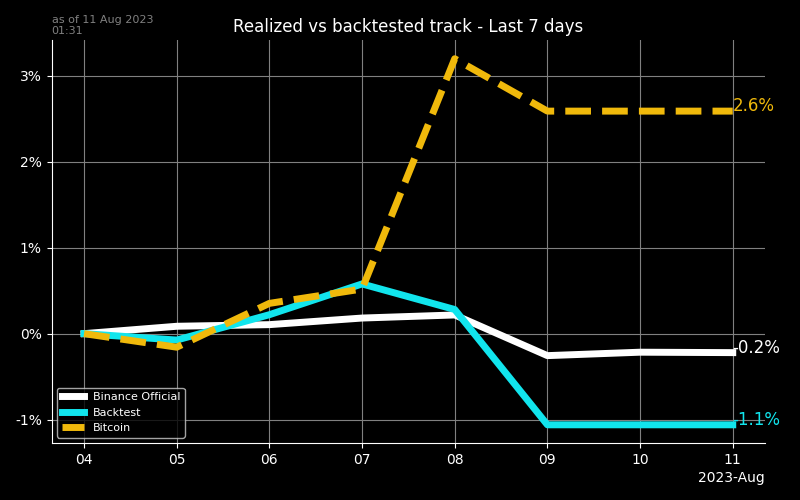 as of 11 Aug 2023
01:31
Realized vs backtested track - Last 7 days
3%
2%
1%
0%
-1%
2.6%
-0.2%
-1.1%
Binance Official
Backtest
Bitcoin
04 05 06 07 08 09 10 11
2023-Aug